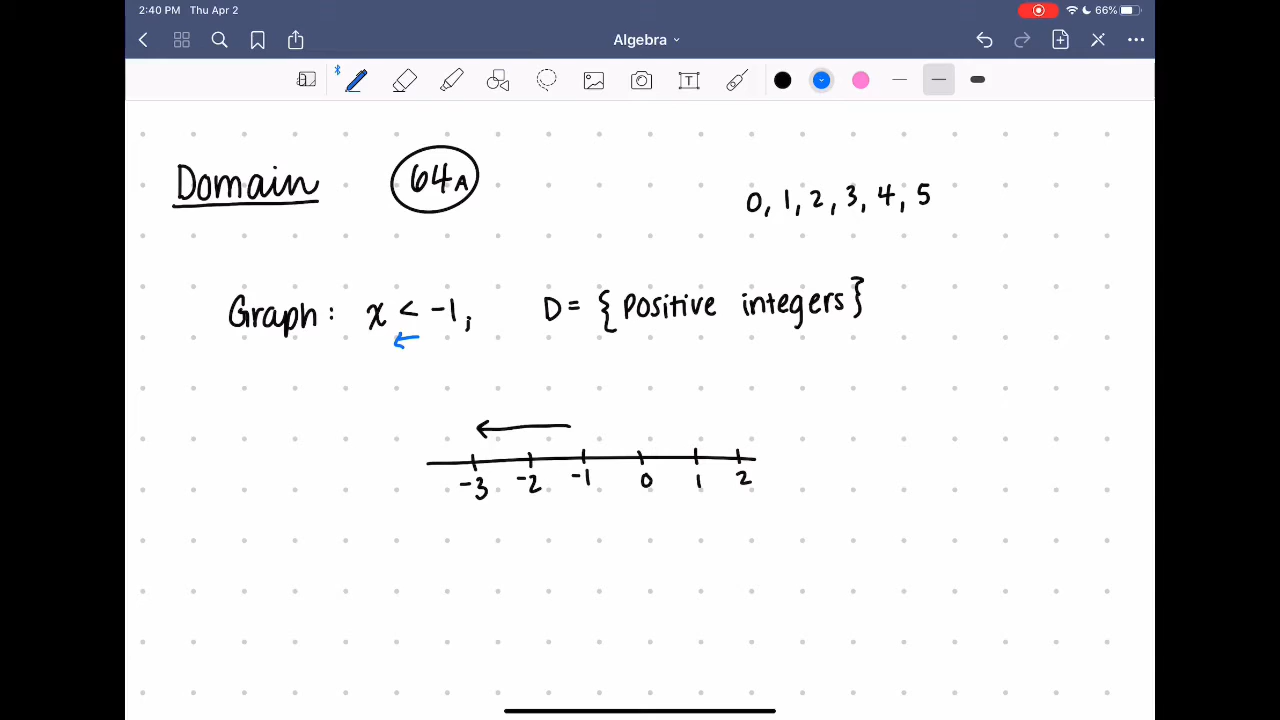 2:40 PM Thu Apr 2 66%
Algebra
T
Domain 64A
0, 1, 2, 3, 4, 5
Graph: x < -1; D = {Positive integers}
-3 -2 -1 0 1 2